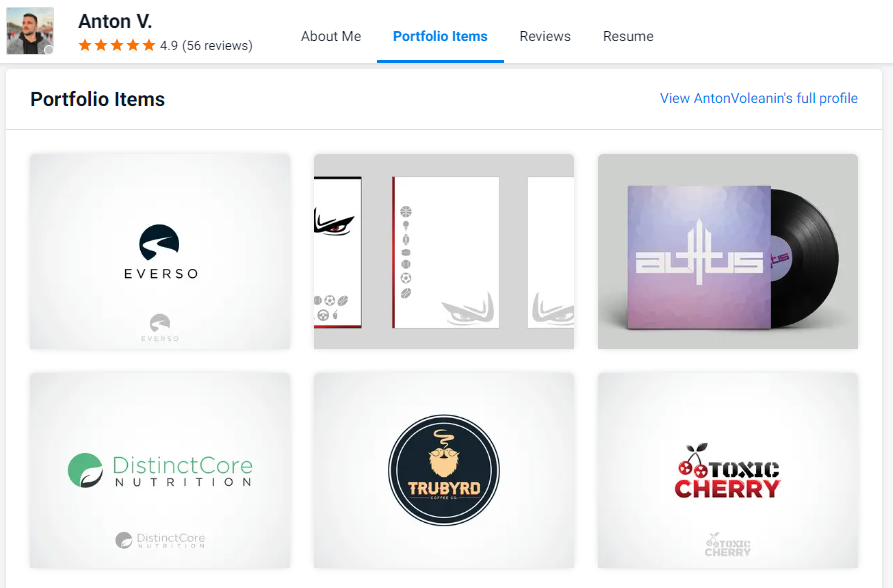 Anton V.
4.9 (56 reviews)
About Me
Portfolio Items
Reviews
Resume
Portfolio Items
View AntonVoleanin's full profile
EVERSO
EVERSO
autus
DistinctCore
NUTRITION
DistinctCore
NUTRITION
TRUBYRD
COFFEE CO.
TOXIC
CHERRY
TOXIC
CHERRY